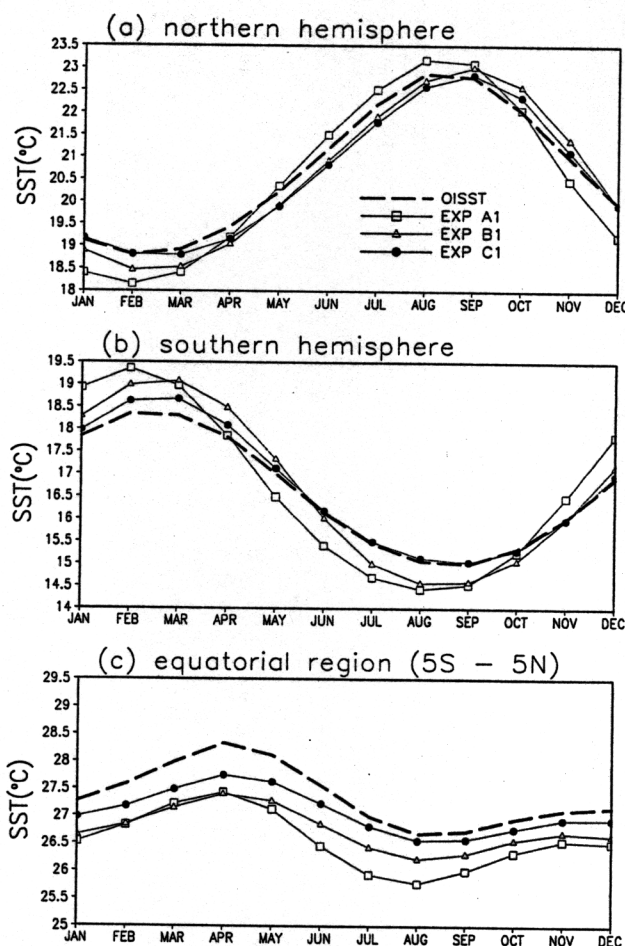 (a) northern hemisphere
23.5
23
22.5
22
21.5
21
20.5
20
19.5
19
18.5
18
SST(°C)
OISST
EXP A1
EXP B1
EXP C1
JAN FEB MAR APR MAY JUN JUL AUG SEP OCT NOV DEC
(b) southern hemisphere
19.5
19
18.5
18
17.5
17
16.5
16
15.5
15
14.5
14
SST(°C)
JAN FEB MAR APR MAY JUN JUL AUG SEP OCT NOV DEC
(c) equatorial region (5S – 5N)
29.5
29
28.5
28
27.5
27
26.5
26
25.5
25
SST(°C)
JAN FEB MAR APR MAY JUN JUL AUG SEP OCT NOV DEC